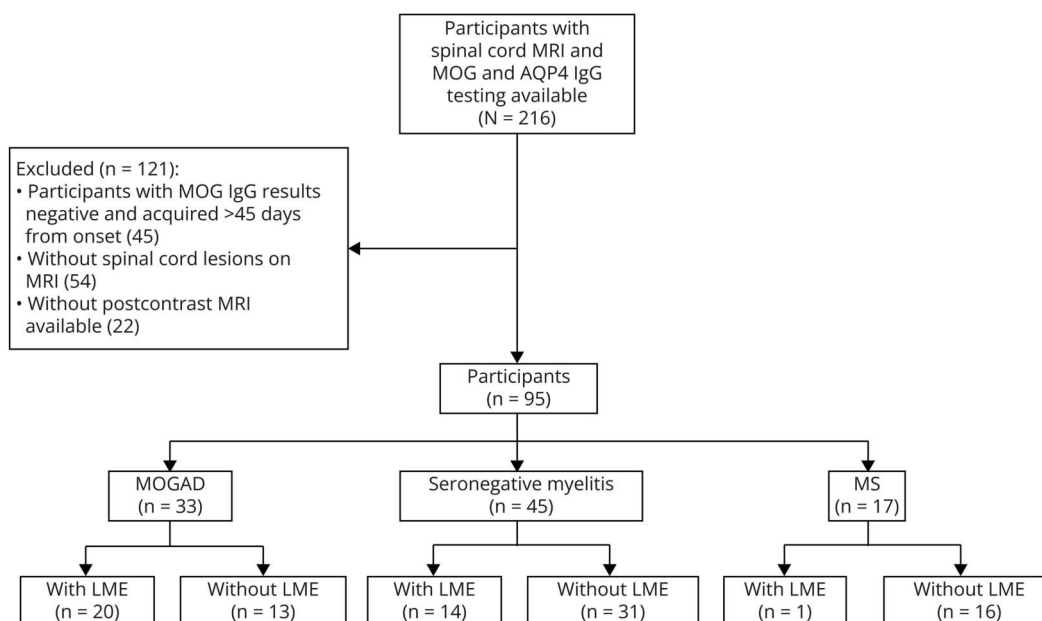 Participants with
spinal cord MRI and
MOG and AQP4 IgG
testing available
(N = 216)
Excluded (n = 121):
• Participants with MOG IgG results
negative and acquired >45 days
from onset (45)
• Without spinal cord lesions on
MRI (54)
• Without postcontrast MRI
available (22)
Participants
(n = 95)
MOGAD
(n = 33)
Seronegative myelitis
(n = 45)
MS
(n = 17)
With LME
(n = 20)
Without LME
(n = 13)
With LME
(n = 14)
Without LME
(n = 31)
With LME
(n = 1)
Without LME
(n = 16)